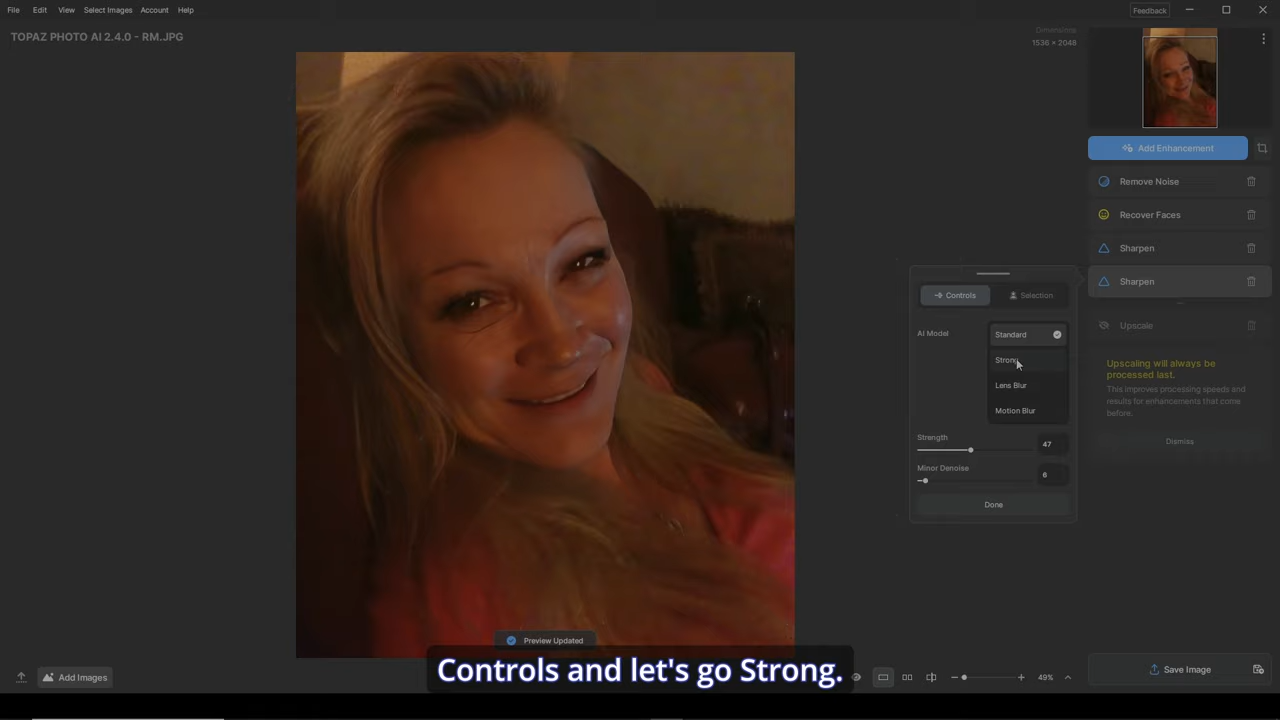 File Edit View Select Images Account Help
Feedback
TOPAZ PHOTO AI 2.4.0 - RM.JPG
Dimensions
1536 × 2048
Add Enhancement
Remove Noise
Recover Faces
Sharpen
Sharpen
Upscale
Upscaling will always be
processed last.
This improves processing speeds and
results for enhancements that come
before.
Dismiss
Controls
Selection
AI Model
Standard
Strong
Lens Blur
Motion Blur
Strength
47
Minor Denoise
6
Done
Preview Updated
Controls and let's go Strong.
Add Images
49%
Save Image